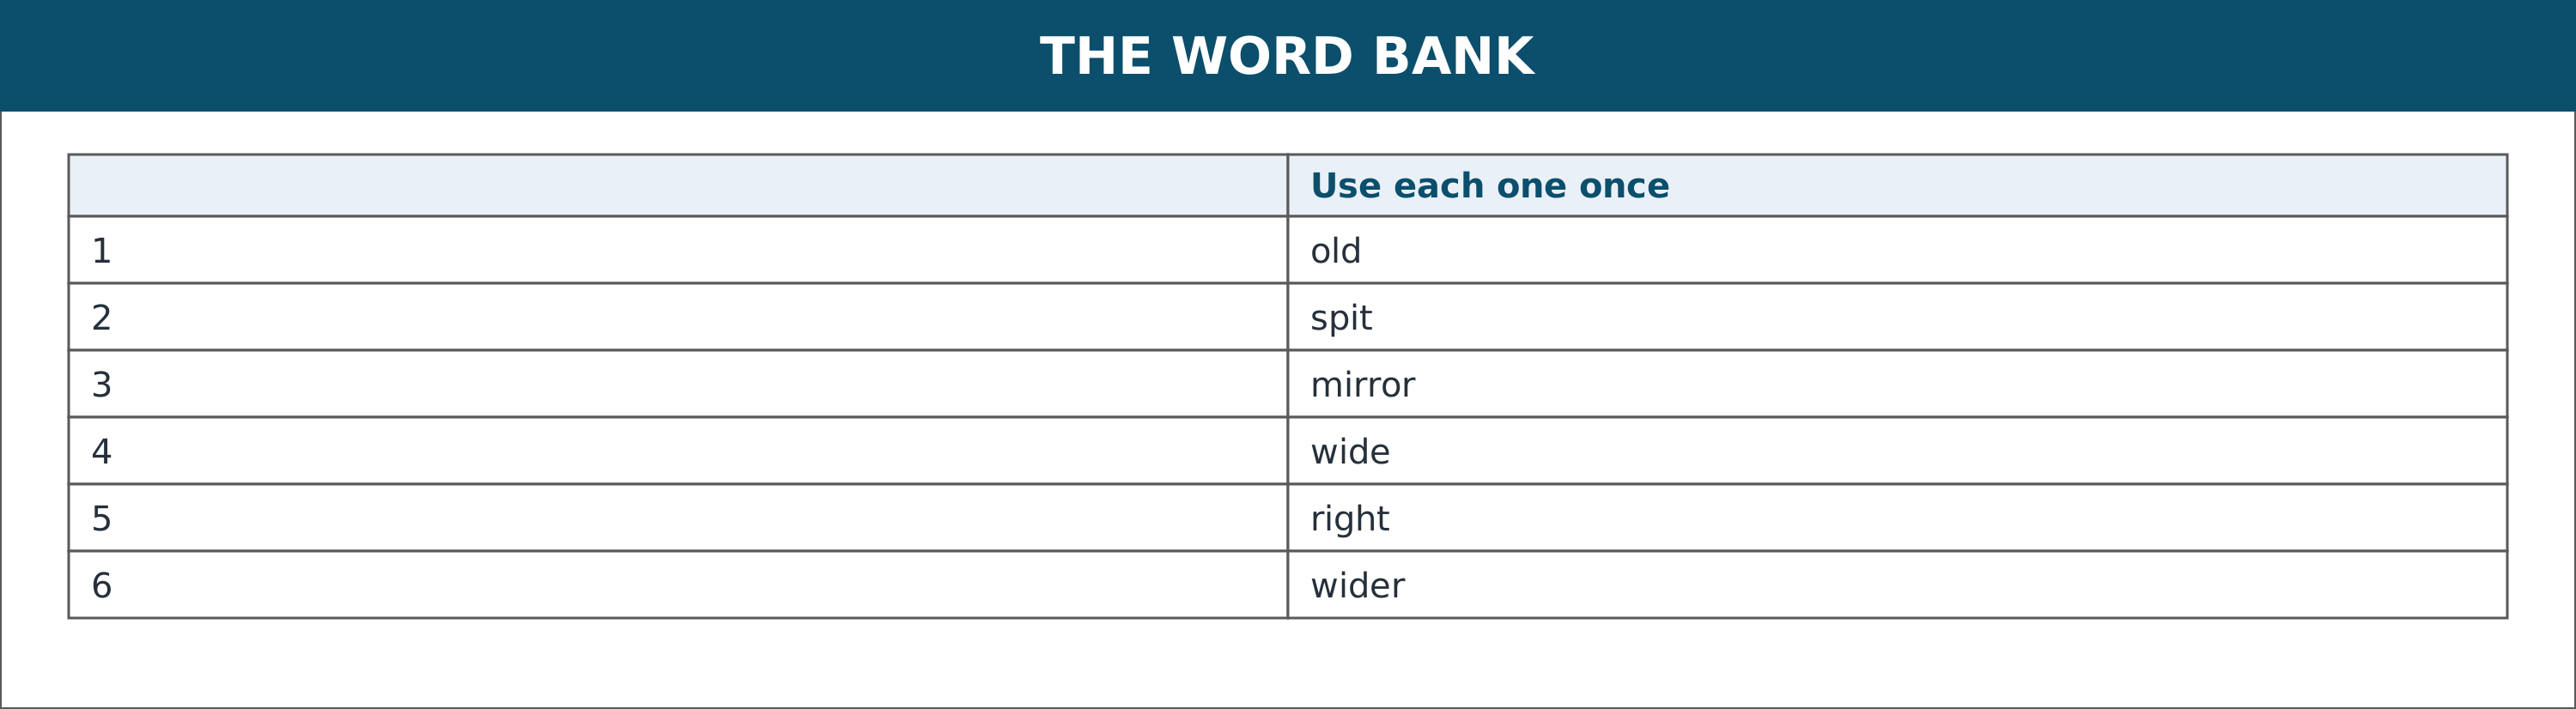 THE WORD BANK
Use each one once
1 old
2 spit
3 mirror
4 wide
5 right
6 wider